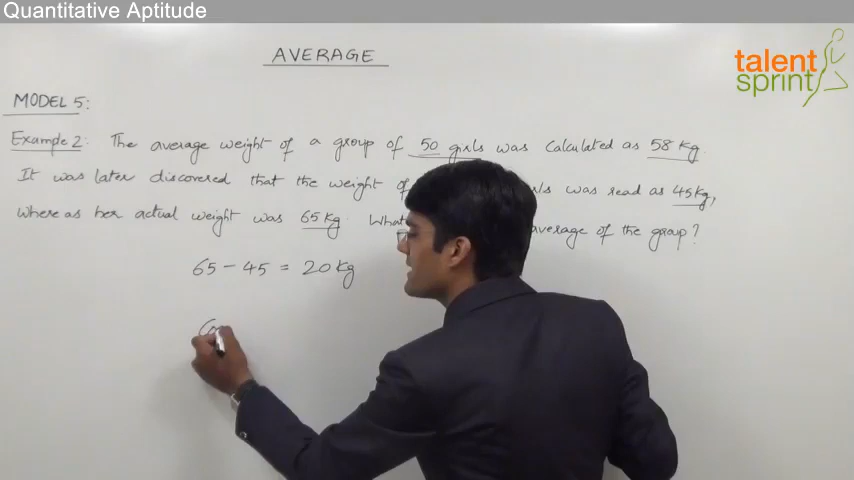 Quantitative Aptitude
AVERAGE
talent
sprint
MODEL 5:
Example 2: The average weight of a group of 50 girls was calculated as 58 kg.
It was later discovered that the weight of was read as 45 kg,
where as her actual weight was 65 kg. What average of the group?
65 - 45 = 20 kg